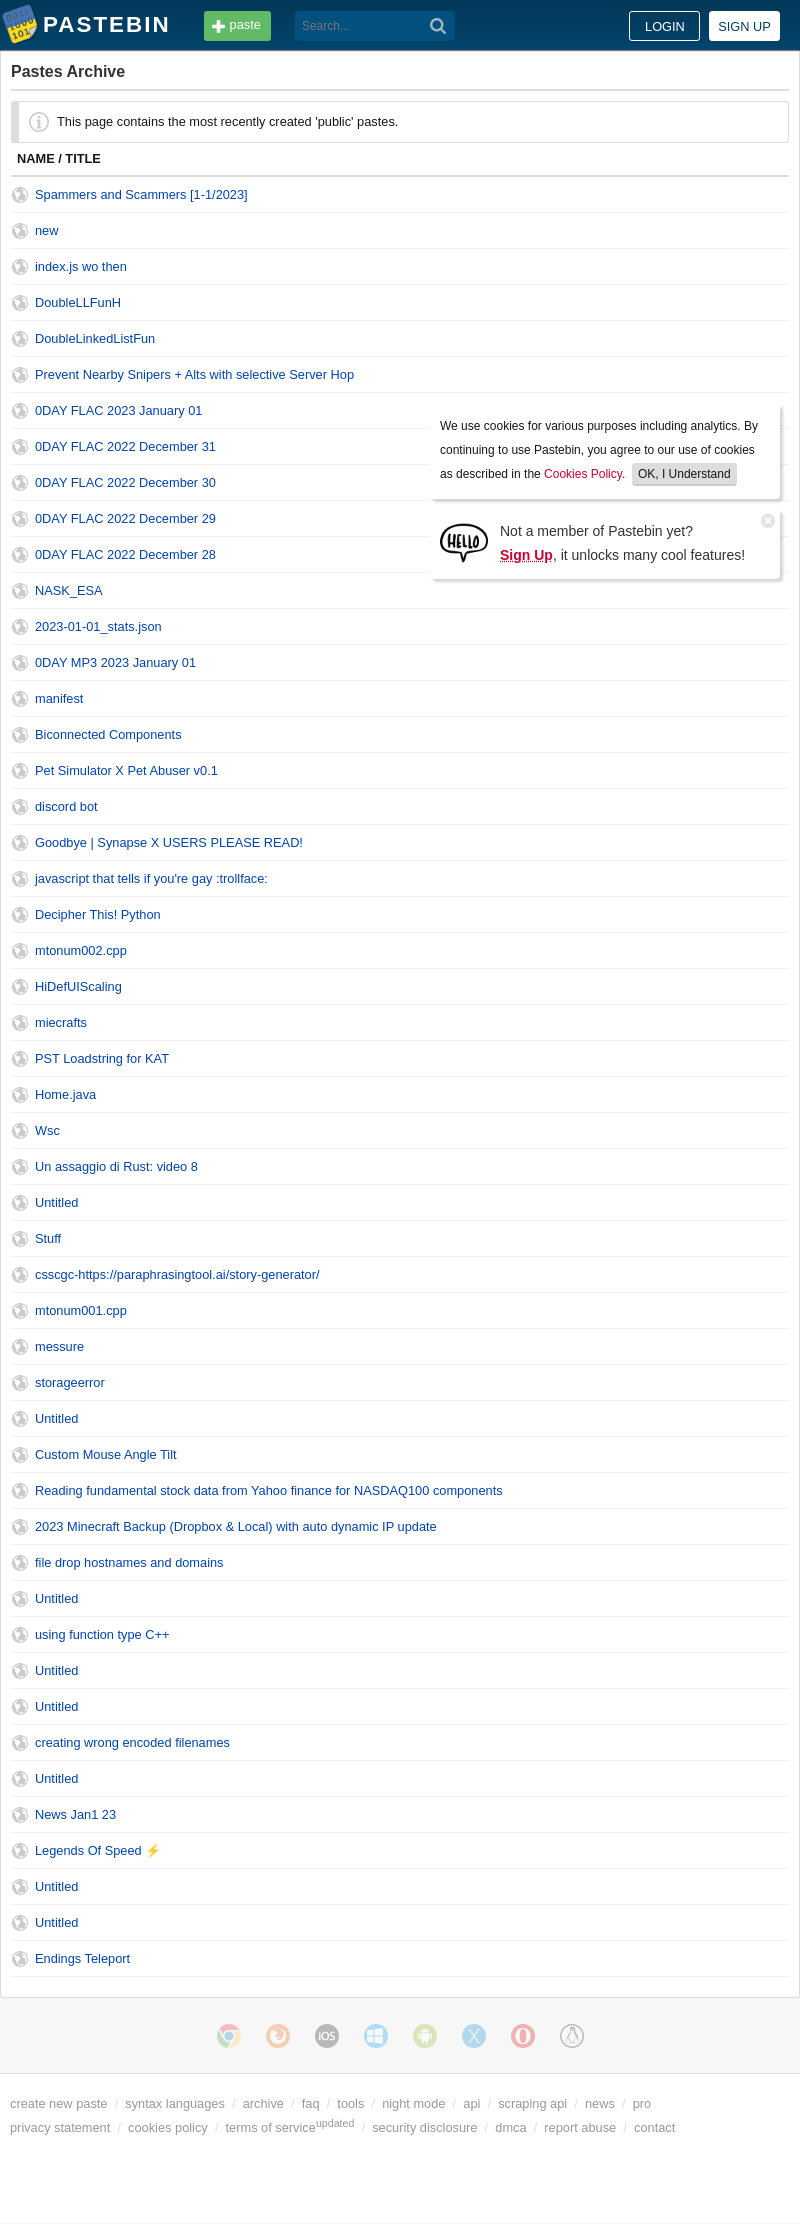 PASTEBIN
paste
Search...
LOGIN
SIGN UP
Pastes Archive
This page contains the most recently created 'public' pastes.
NAME / TITLE
Spammers and Scammers [1-1/2023]
new
index.js wo then
DoubleLLFunH
DoubleLinkedListFun
Prevent Nearby Snipers + Alts with selective Server Hop
0DAY FLAC 2023 January 01
0DAY FLAC 2022 December 31
0DAY FLAC 2022 December 30
0DAY FLAC 2022 December 29
0DAY FLAC 2022 December 28
We use cookies for various purposes including analytics. By
continuing to use Pastebin, you agree to our use of cookies
as described in the Cookies Policy. OK, I Understand
HELLO
Not a member of Pastebin yet?
Sign Up, it unlocks many cool features!
NASK_ESA
2023-01-01_stats.json
0DAY MP3 2023 January 01
manifest
Biconnected Components
Pet Simulator X Pet Abuser v0.1
discord bot
Goodbye | Synapse X USERS PLEASE READ!
javascript that tells if you're gay :trollface:
Decipher This! Python
mtonum002.cpp
HiDefUIScaling
miecrafts
PST Loadstring for KAT
Home.java
Wsc
Un assaggio di Rust: video 8
Untitled
Stuff
csscgc-https://paraphrasingtool.ai/story-generator/
mtonum001.cpp
messure
storageerror
Untitled
Custom Mouse Angle Tilt
Reading fundamental stock data from Yahoo finance for NASDAQ100 components
2023 Minecraft Backup (Dropbox & Local) with auto dynamic IP update
file drop hostnames and domains
Untitled
using function type C++
Untitled
Untitled
creating wrong encoded filenames
Untitled
News Jan1 23
Legends Of Speed ⚡
Untitled
Untitled
Endings Teleport
iOS
create new paste / syntax languages / archive / faq / tools / night mode / api / scraping api / news / pro
privacy statement / cookies policy / terms of service updated / security disclosure / dmca / report abuse / contact